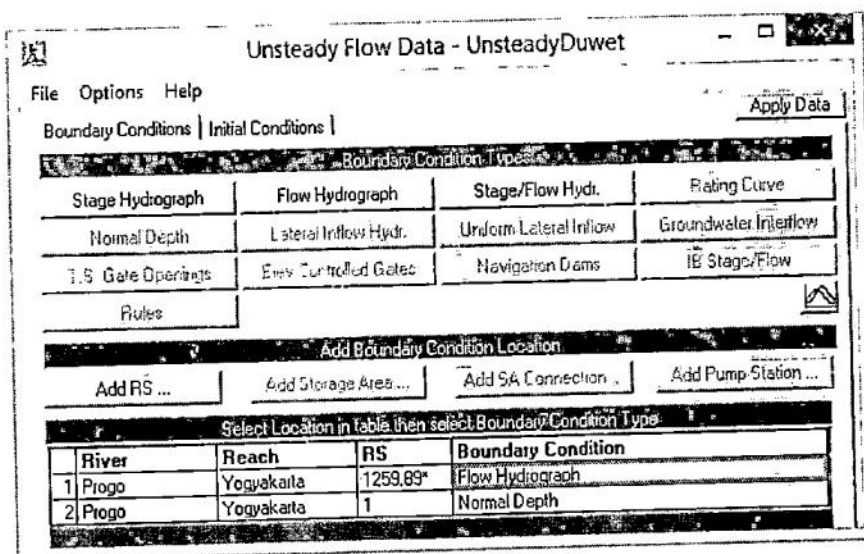 Unsteady Flow Data - UnsteadyDuwet
File Options Help
Apply Data
Boundary Conditions Initial Conditions
Boundary Condition Types
Stage Hydrograph Flow Hydrograph Stage/Flow Hydr. Rating Curve
Normal Depth Lateral Inflow Hydr. Uniform Lateral Inflow Groundwater Interflow
T.S. Gate Openings Elev Controlled Gates Navigation Dams IB Stage/Flow
Rules
Add Boundary Condition Location
Add RS ... Add Storage Area ... Add SA Connection .. Add Pump Station ...
Select Location in table then select Boundary Condition Type
River Reach RS Boundary Condition
1 Progo Yogyakarta 1259,89* Flow Hydrograph
2 Progo Yogyakarta 1 Normal Depth